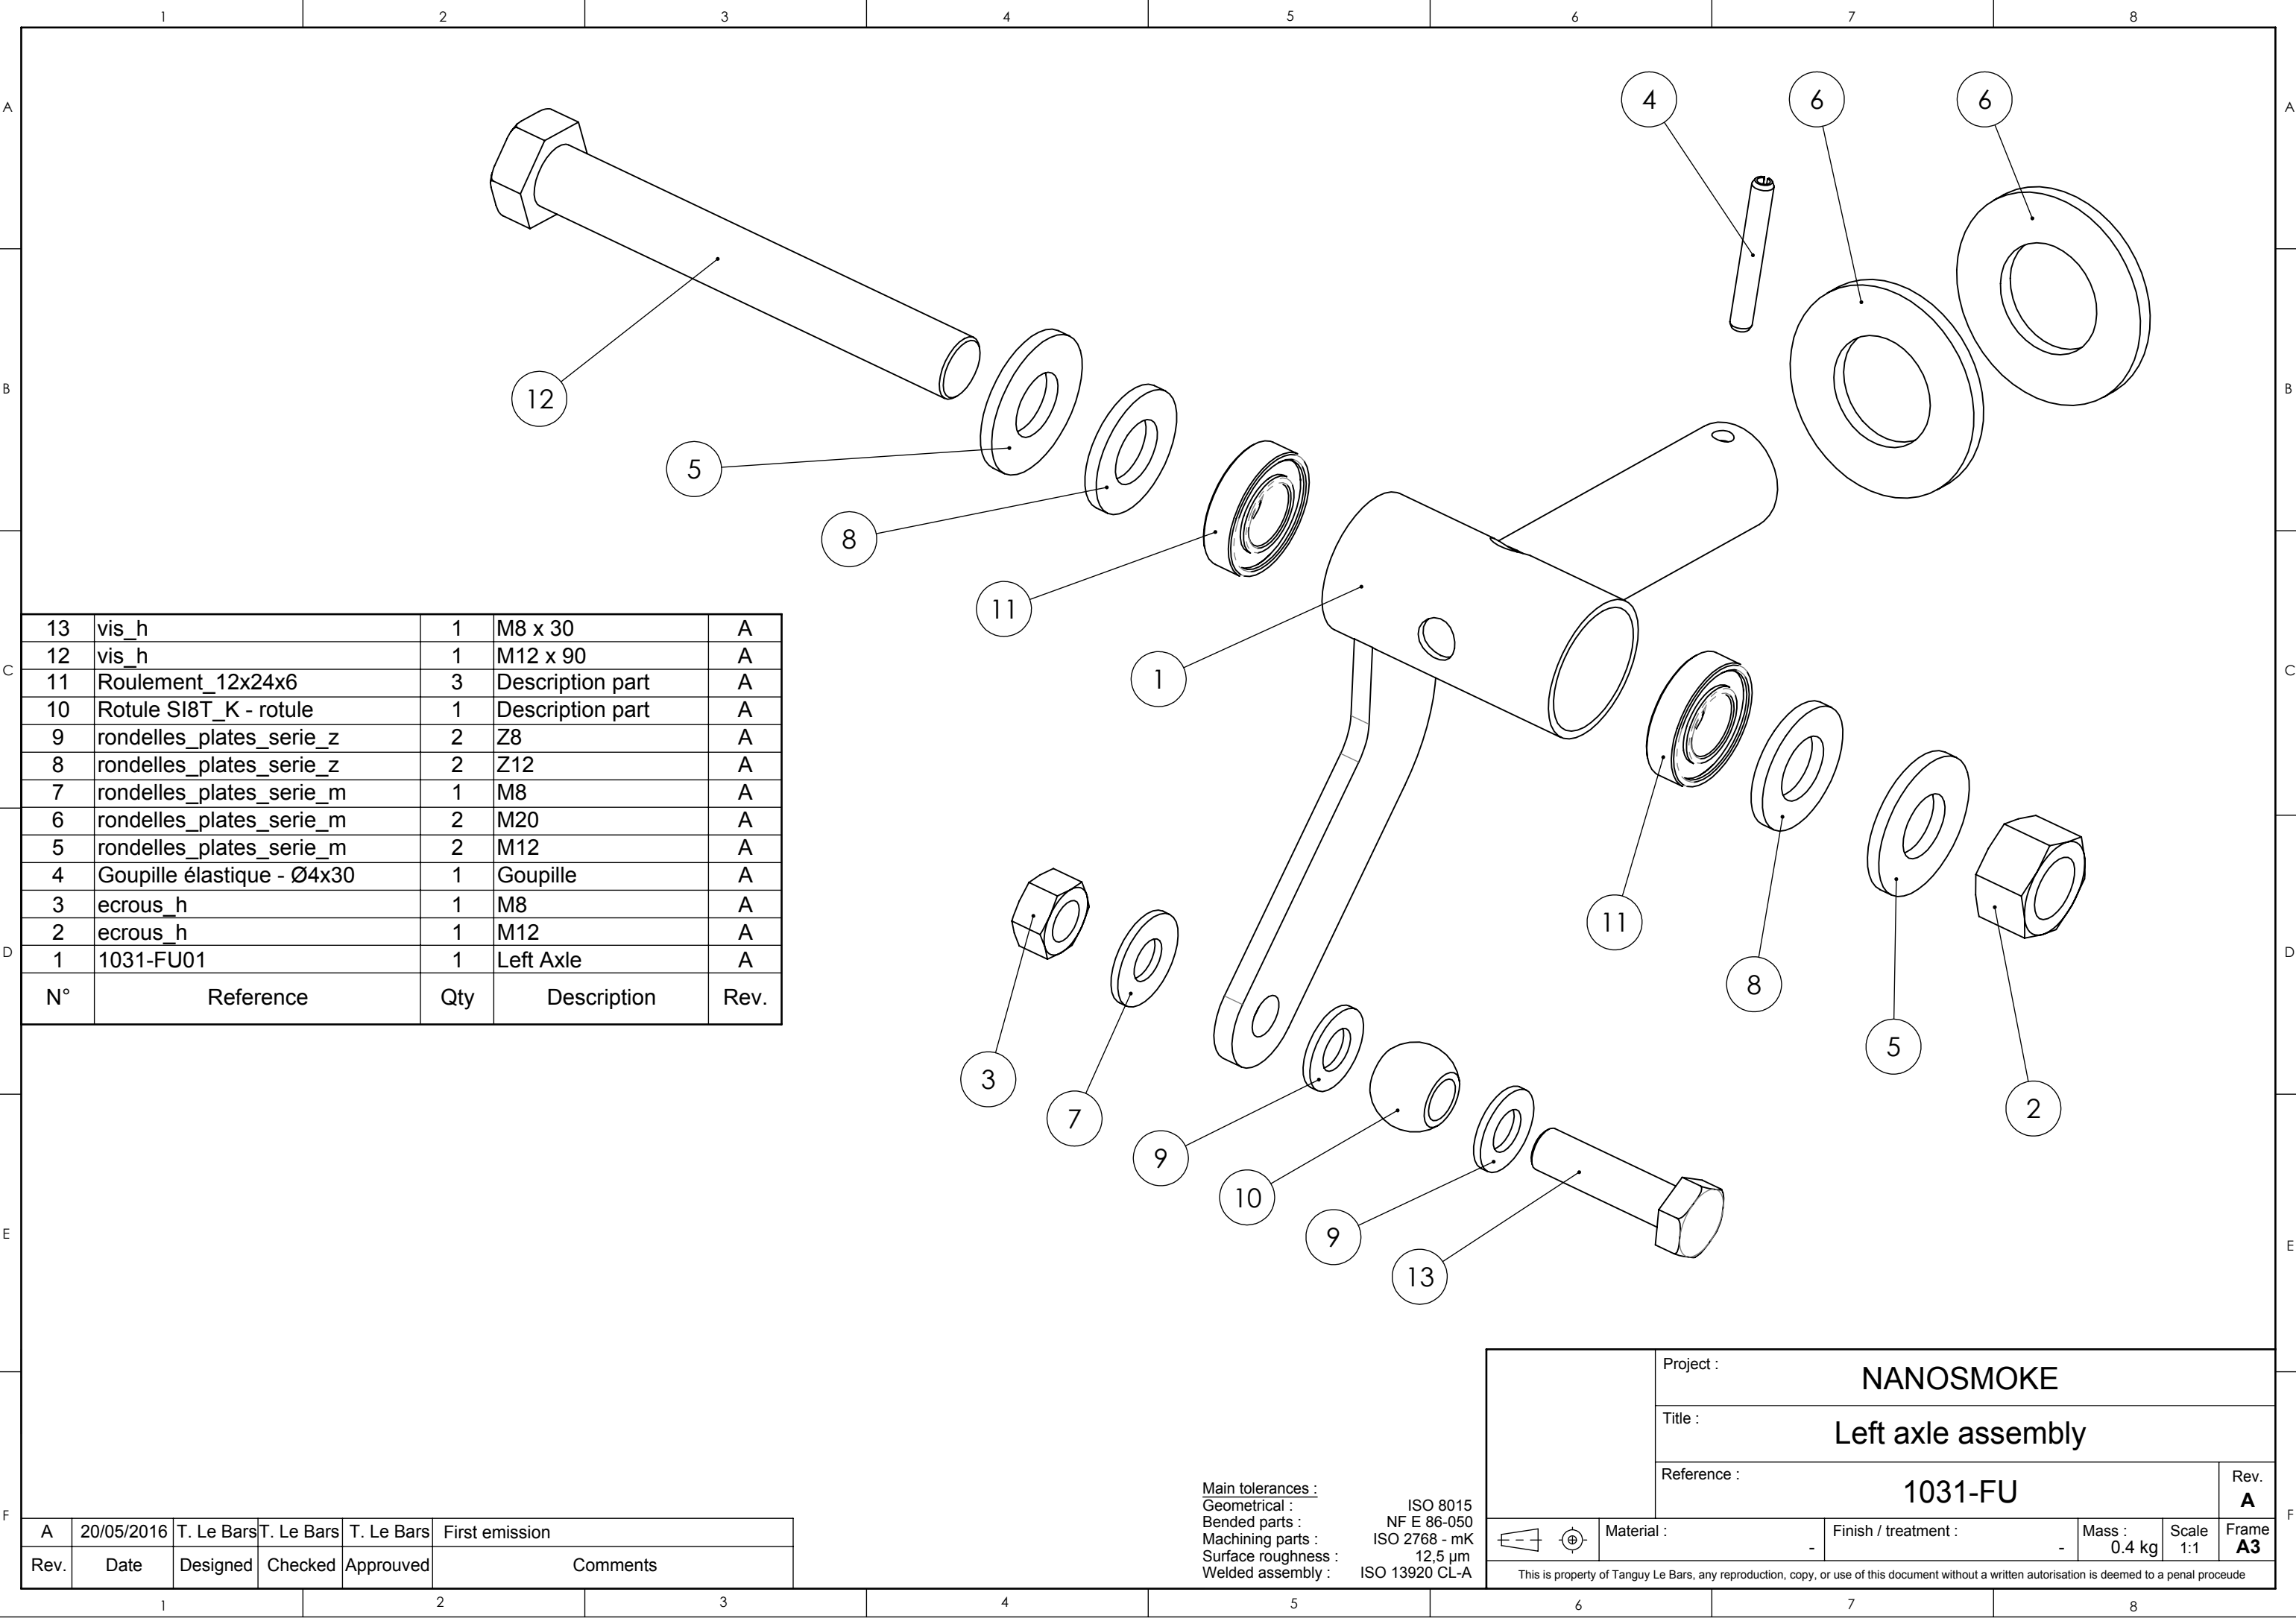 1 2 3 4 5 6 7 8
A A
B B
C C
D D
E E
F F
4 6 6
12
5
8
11
1
11
8
5
2
3
7
9
10
9
13
13 vis_h 1 M8 x 30 A
12 vis_h 1 M12 x 90 A
11 Roulement_12x24x6 3 Description part A
10 Rotule SI8T_K - rotule 1 Description part A
9 rondelles_plates_serie_z 2 Z8 A
8 rondelles_plates_serie_z 2 Z12 A
7 rondelles_plates_serie_m 1 M8 A
6 rondelles_plates_serie_m 2 M20 A
5 rondelles_plates_serie_m 2 M12 A
4 Goupille élastique - Ø4x30 1 Goupille A
3 ecrous_h 1 M8 A
2 ecrous_h 1 M12 A
1 1031-FU01 1 Left Axle A
N° Reference Qty Description Rev.
A 20/05/2016 T. Le Bars T. Le Bars T. Le Bars First emission
Rev. Date Designed Checked Approuved Comments
Main tolerances :
Geometrical : ISO 8015
Bended parts : NF E 86-050
Machining parts : ISO 2768 - mK
Surface roughness : 12,5 µm
Welded assembly : ISO 13920 CL-A
Project : NANOSMOKE
Title : Left axle assembly
Reference : 1031-FU
Rev.
A
Material : -
Finish / treatment : -
Mass :
0.4 kg
Scale
1:1
Frame
A3
This is property of Tanguy Le Bars, any reproduction, copy, or use of this document without a written autorisation is deemed to a penal proceude
1 2 3 4 5 6 7 8